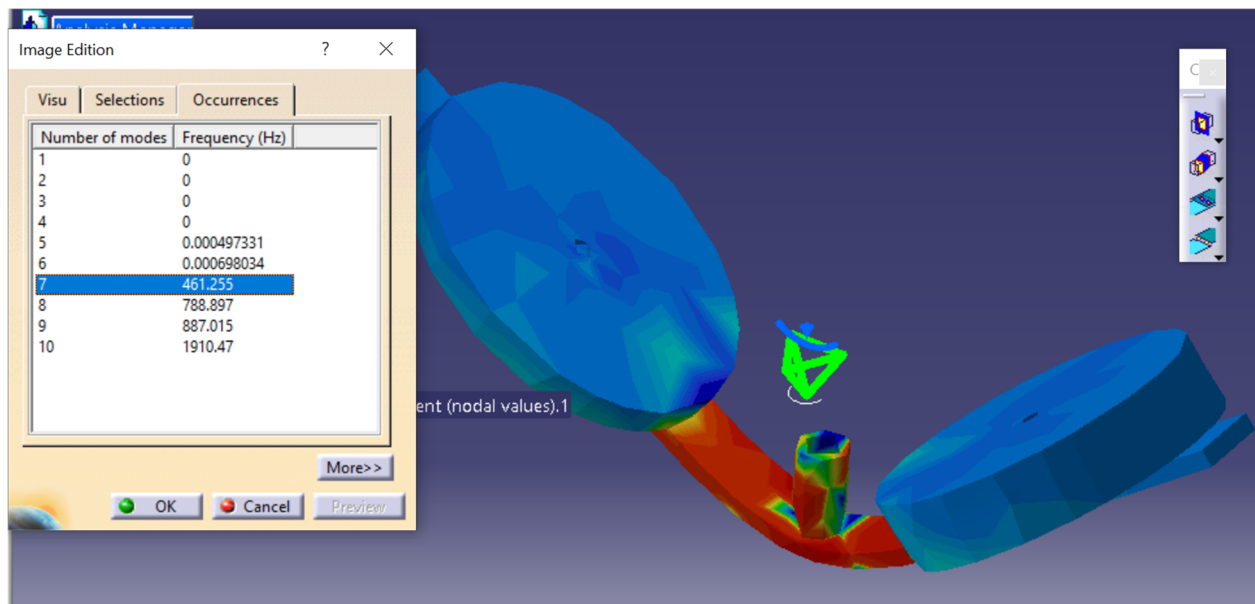 Analysis Manager
Image Edition ? ×
Visu Selections Occurrences
Number of modes Frequency (Hz)
1 0
2 0
3 0
4 0
5 0.000497331
6 0.000698034
7 461.255
8 788.897
9 887.015
10 1910.47
ent (nodal values).1
More>>
OK Cancel Preview
C